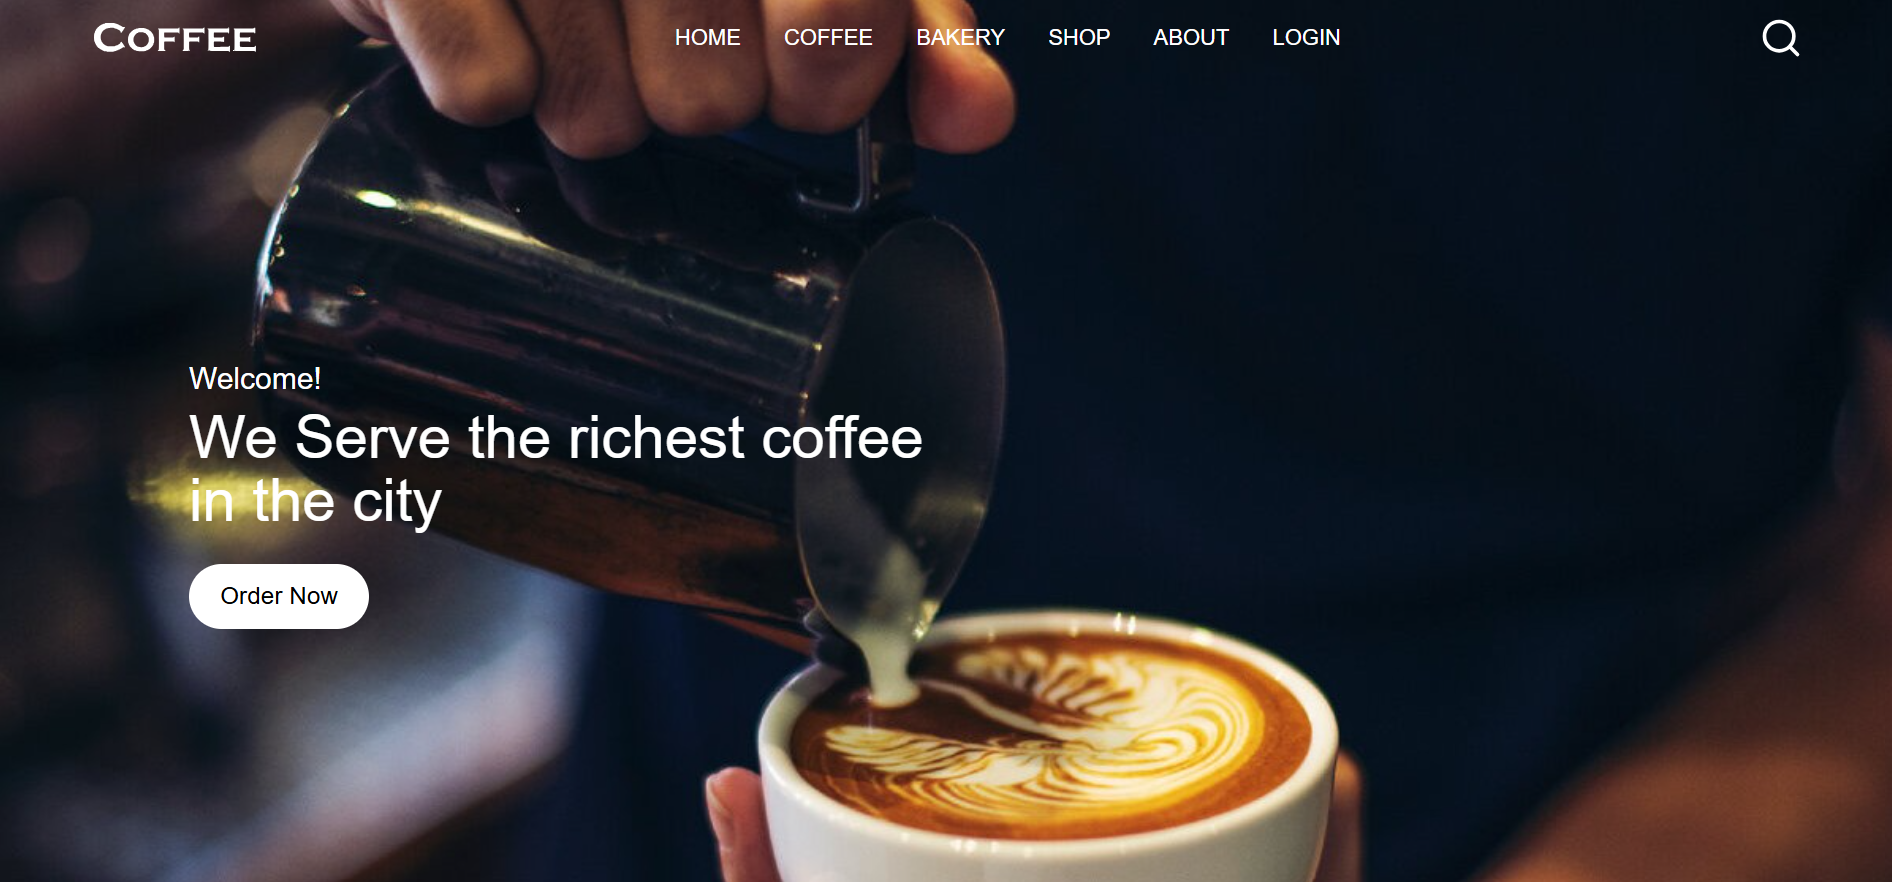 COFFEE
HOME COFFEE BAKERY SHOP ABOUT LOGIN
Welcome!
We Serve the richest coffee
in the city
Order Now